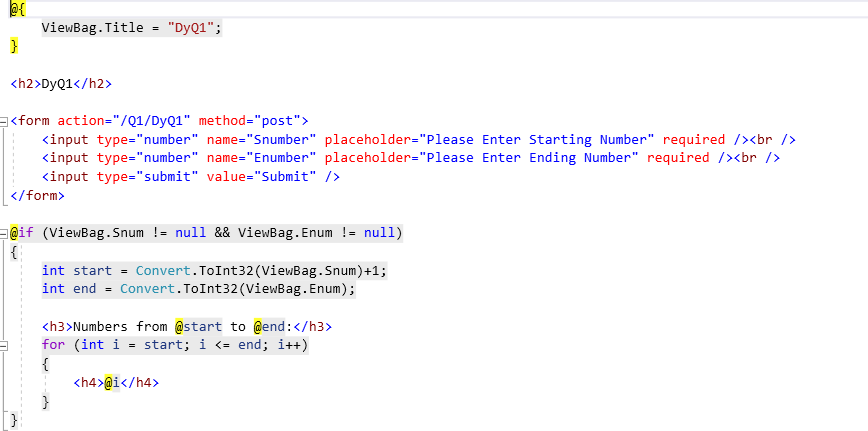 @{
    ViewBag.Title = "DyQ1";
}
<h2>DyQ1</h2>
<form action="/Q1/DyQ1" method="post">
    <input type="number" name="Snumber" placeholder="Please Enter Starting Number" required /><br />
    <input type="number" name="Enumber" placeholder="Please Enter Ending Number" required /><br />
    <input type="submit" value="Submit" />
</form>
@if (ViewBag.Snum != null && ViewBag.Enum != null)
{
    int start = Convert.ToInt32(ViewBag.Snum)+1;
    int end = Convert.ToInt32(ViewBag.Enum);
    <h3>Numbers from @start to @end:</h3>
    for (int i = start; i <= end; i++)
    {
        <h4>@i</h4>
    }
}